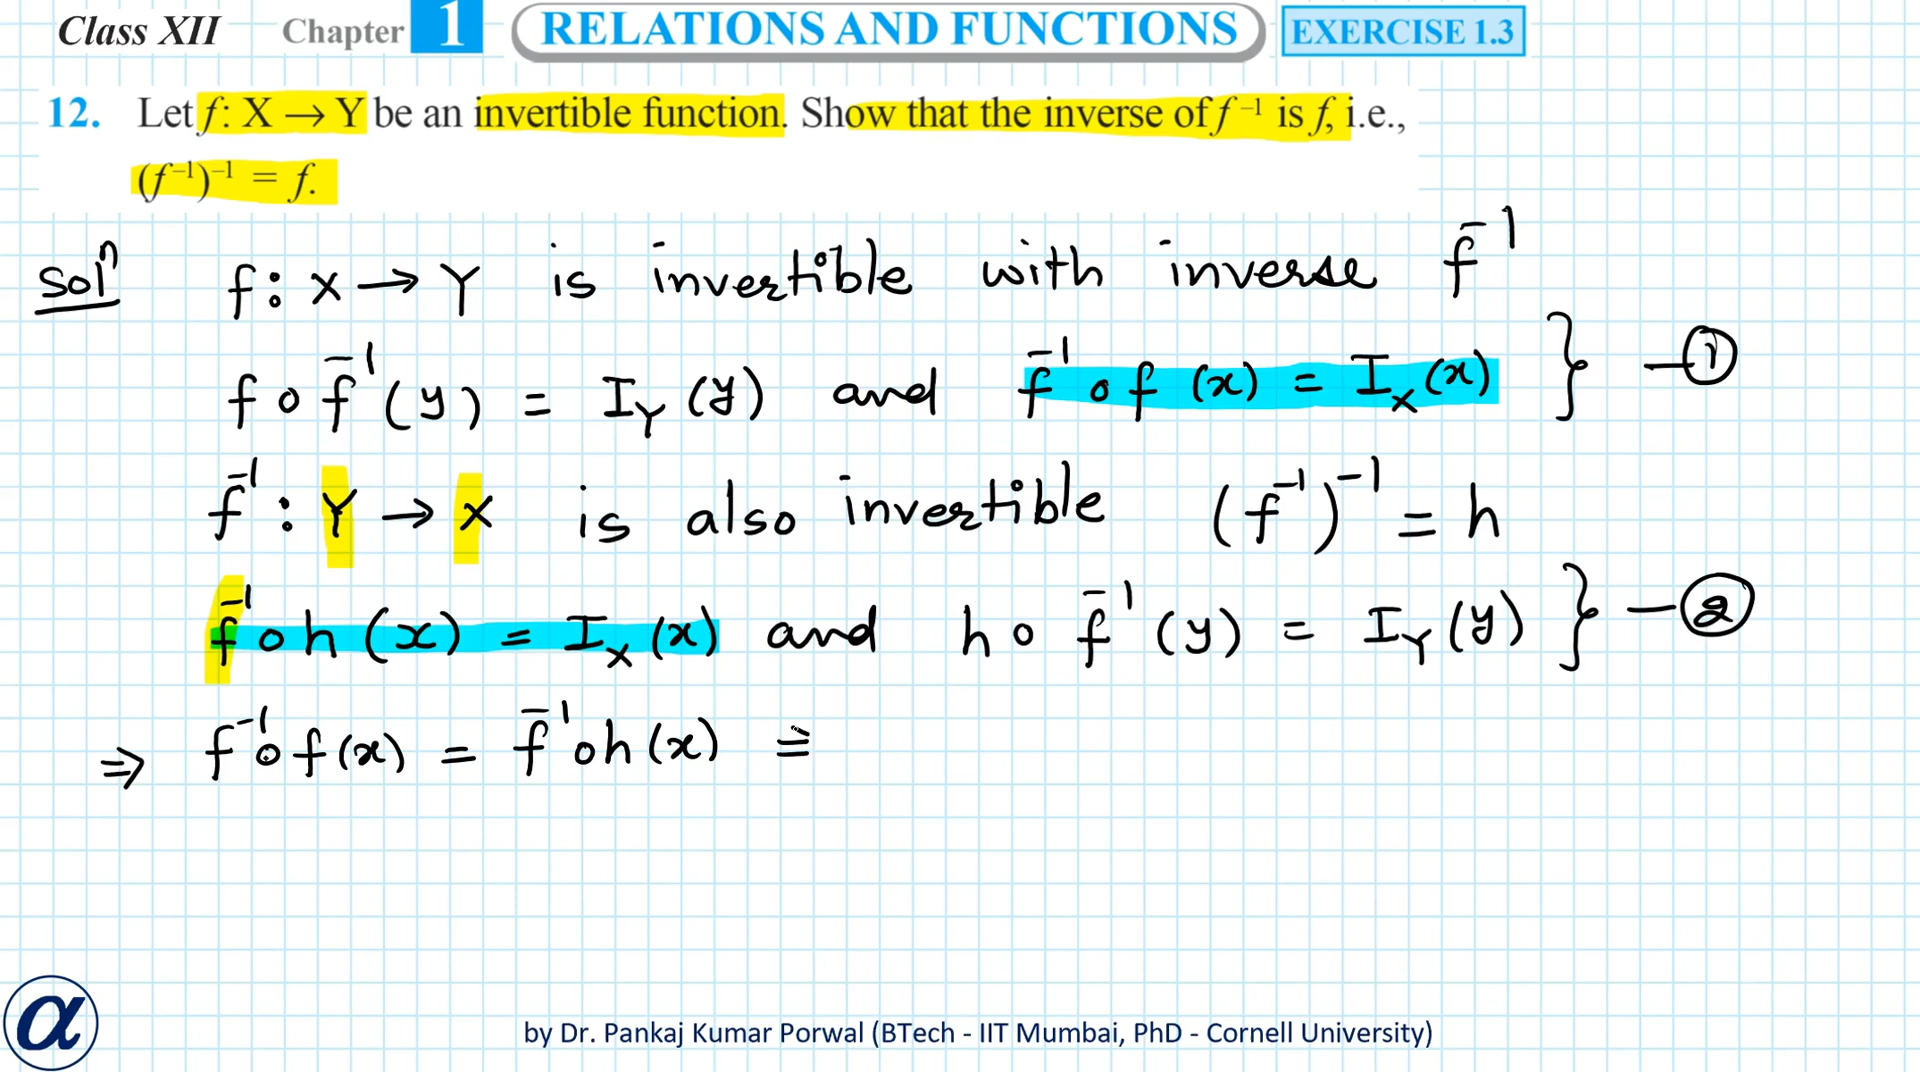 Class XII Chapter 1 RELATIONS AND FUNCTIONS EXERCISE 1.3
12. Let f : X → Y be an invertible function. Show that the inverse of f⁻¹ is f, i.e.,
(f⁻¹)⁻¹ = f.
Solⁿ f : X → Y is invertible with inverse f⁻¹
f o f⁻¹(y) = I_Y (y) and f⁻¹ o f (x) = I_X (x) } — ①
f⁻¹ : Y → X is also invertible (f⁻¹)⁻¹ = h
f⁻¹ o h (x) = I_X (x) and h o f⁻¹ (y) = I_Y (y) } — ②
⇒ f⁻¹ o f (x) = f⁻¹ o h (x) =
α
by Dr. Pankaj Kumar Porwal (BTech - IIT Mumbai, PhD - Cornell University)